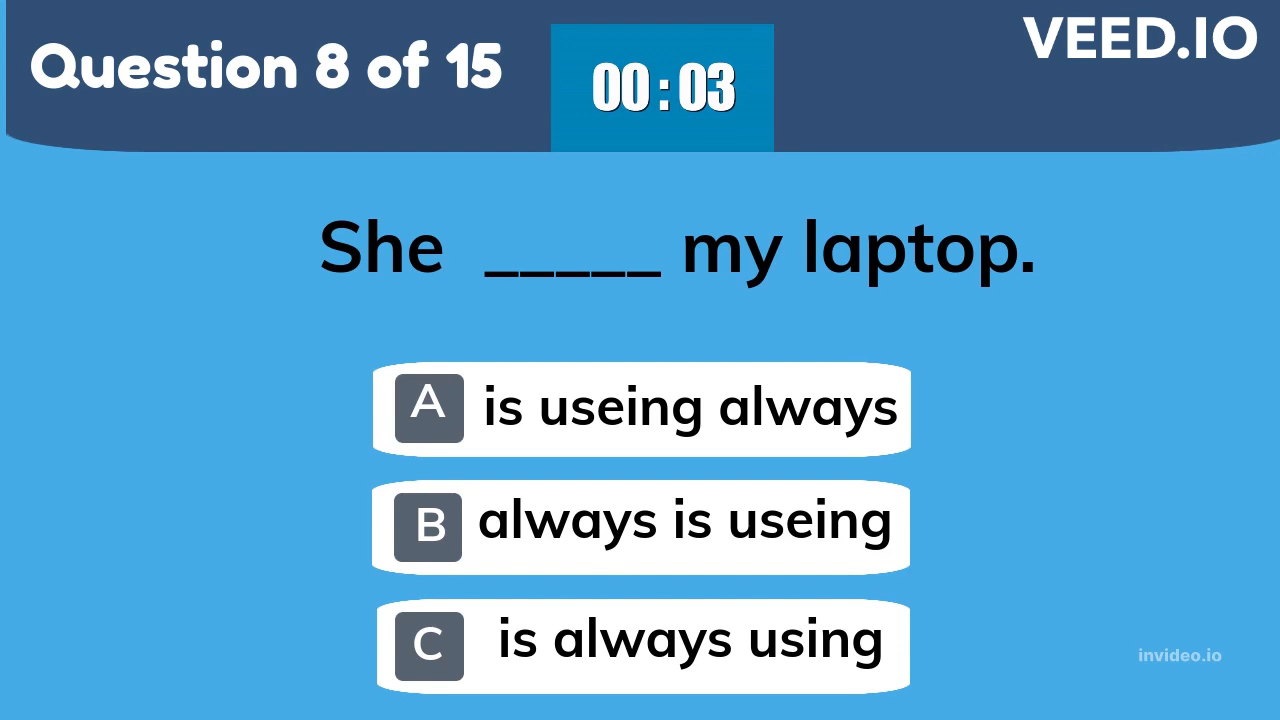 Question 8 of 15
00 : 03
VEED.IO
She _____ my laptop.
A is useing always
B always is useing
C is always using
invideo.io